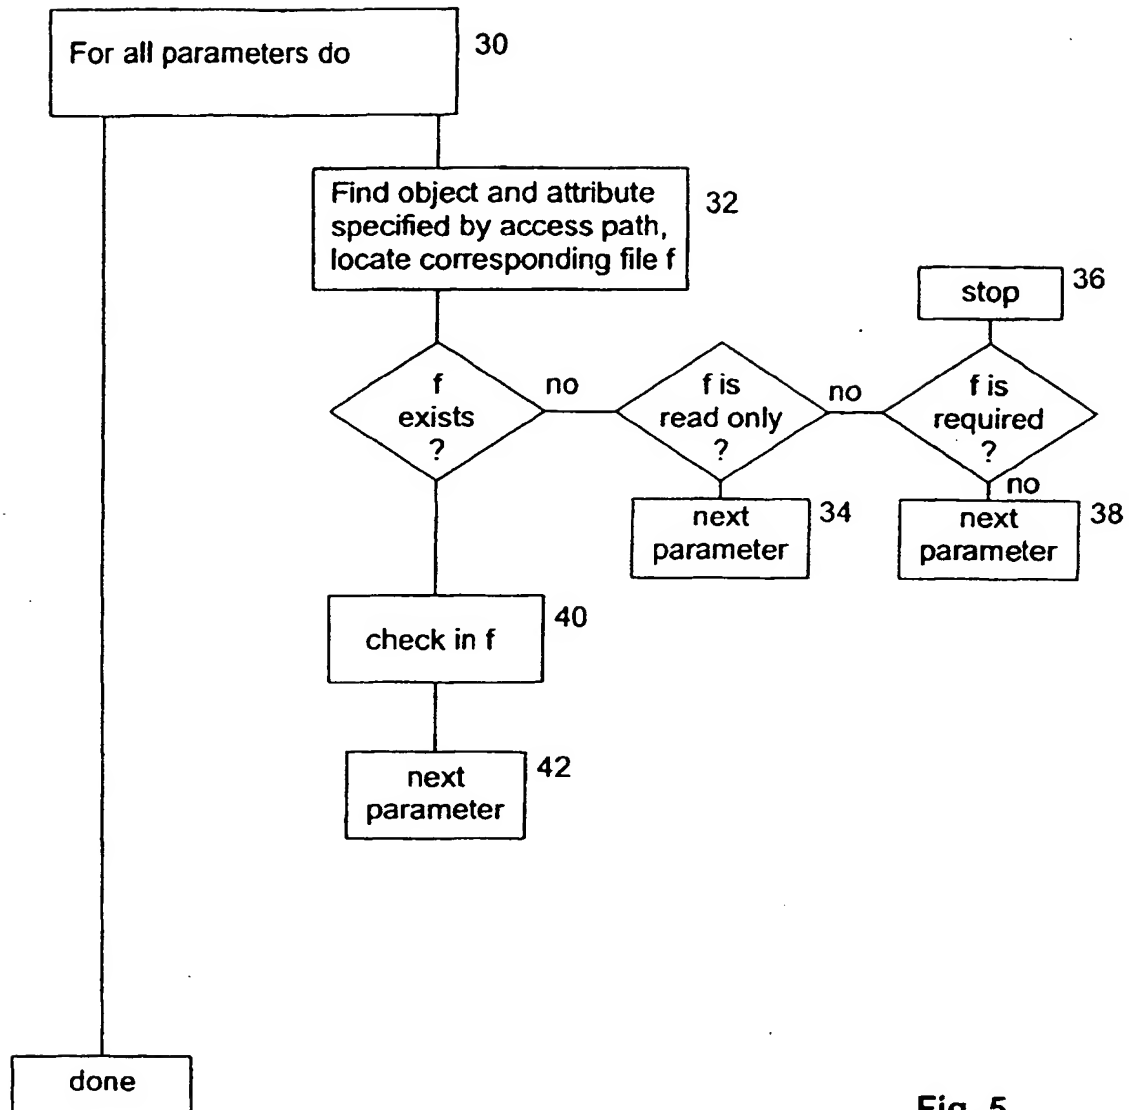 For all parameters do
30
Find object and attribute
specified by access path,
locate corresponding file f
32
stop
36
f
exists
?
no
f is
read only
?
no
f is
required
?
no
next
parameter
34
next
parameter
38
check in f
40
next
parameter
42
done
Fig. 5